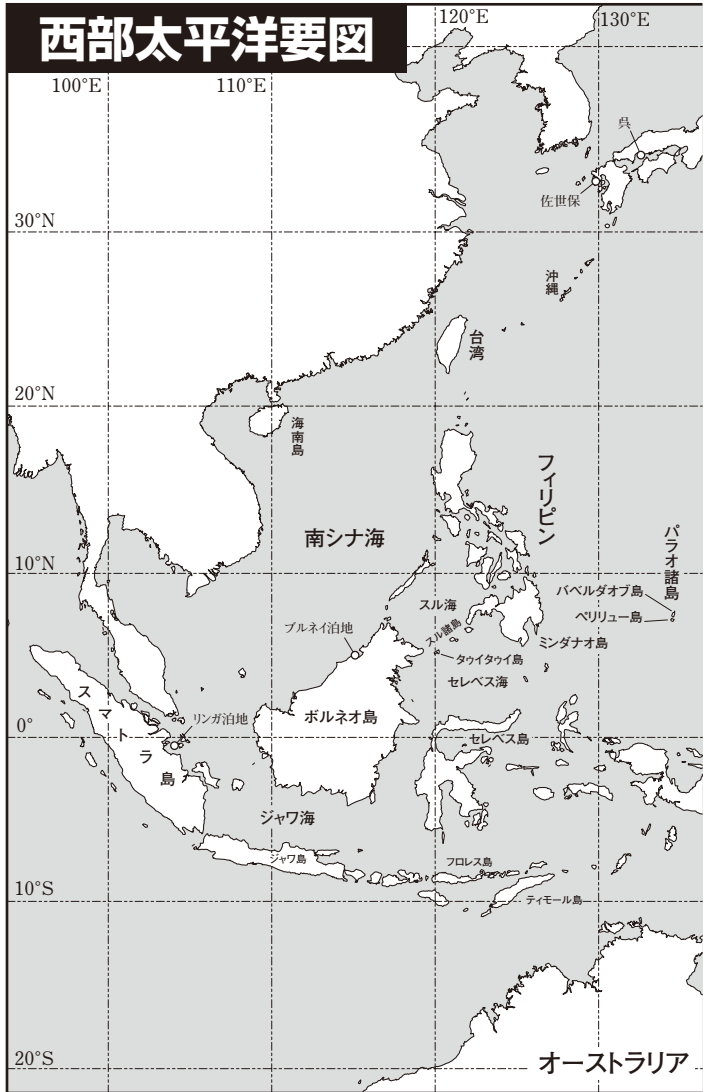 西部太平洋要図
100°E
110°E
120°E
130°E
呉
佐世保
30°N
沖縄
台湾
20°N
海南島
フィリピン
南シナ海
パラオ諸島
10°N
バベルダオブ島
スル海
ペリリュー島
スル諸島
ブルネイ泊地
ミンダナオ島
タゥイタゥイ島
セレベス海
スマトラ島
リンガ泊地
ボルネオ島
0°
セレベス島
ジャワ海
ジャワ島
フロレス島
10°S
ティモール島
20°S
オーストラリア